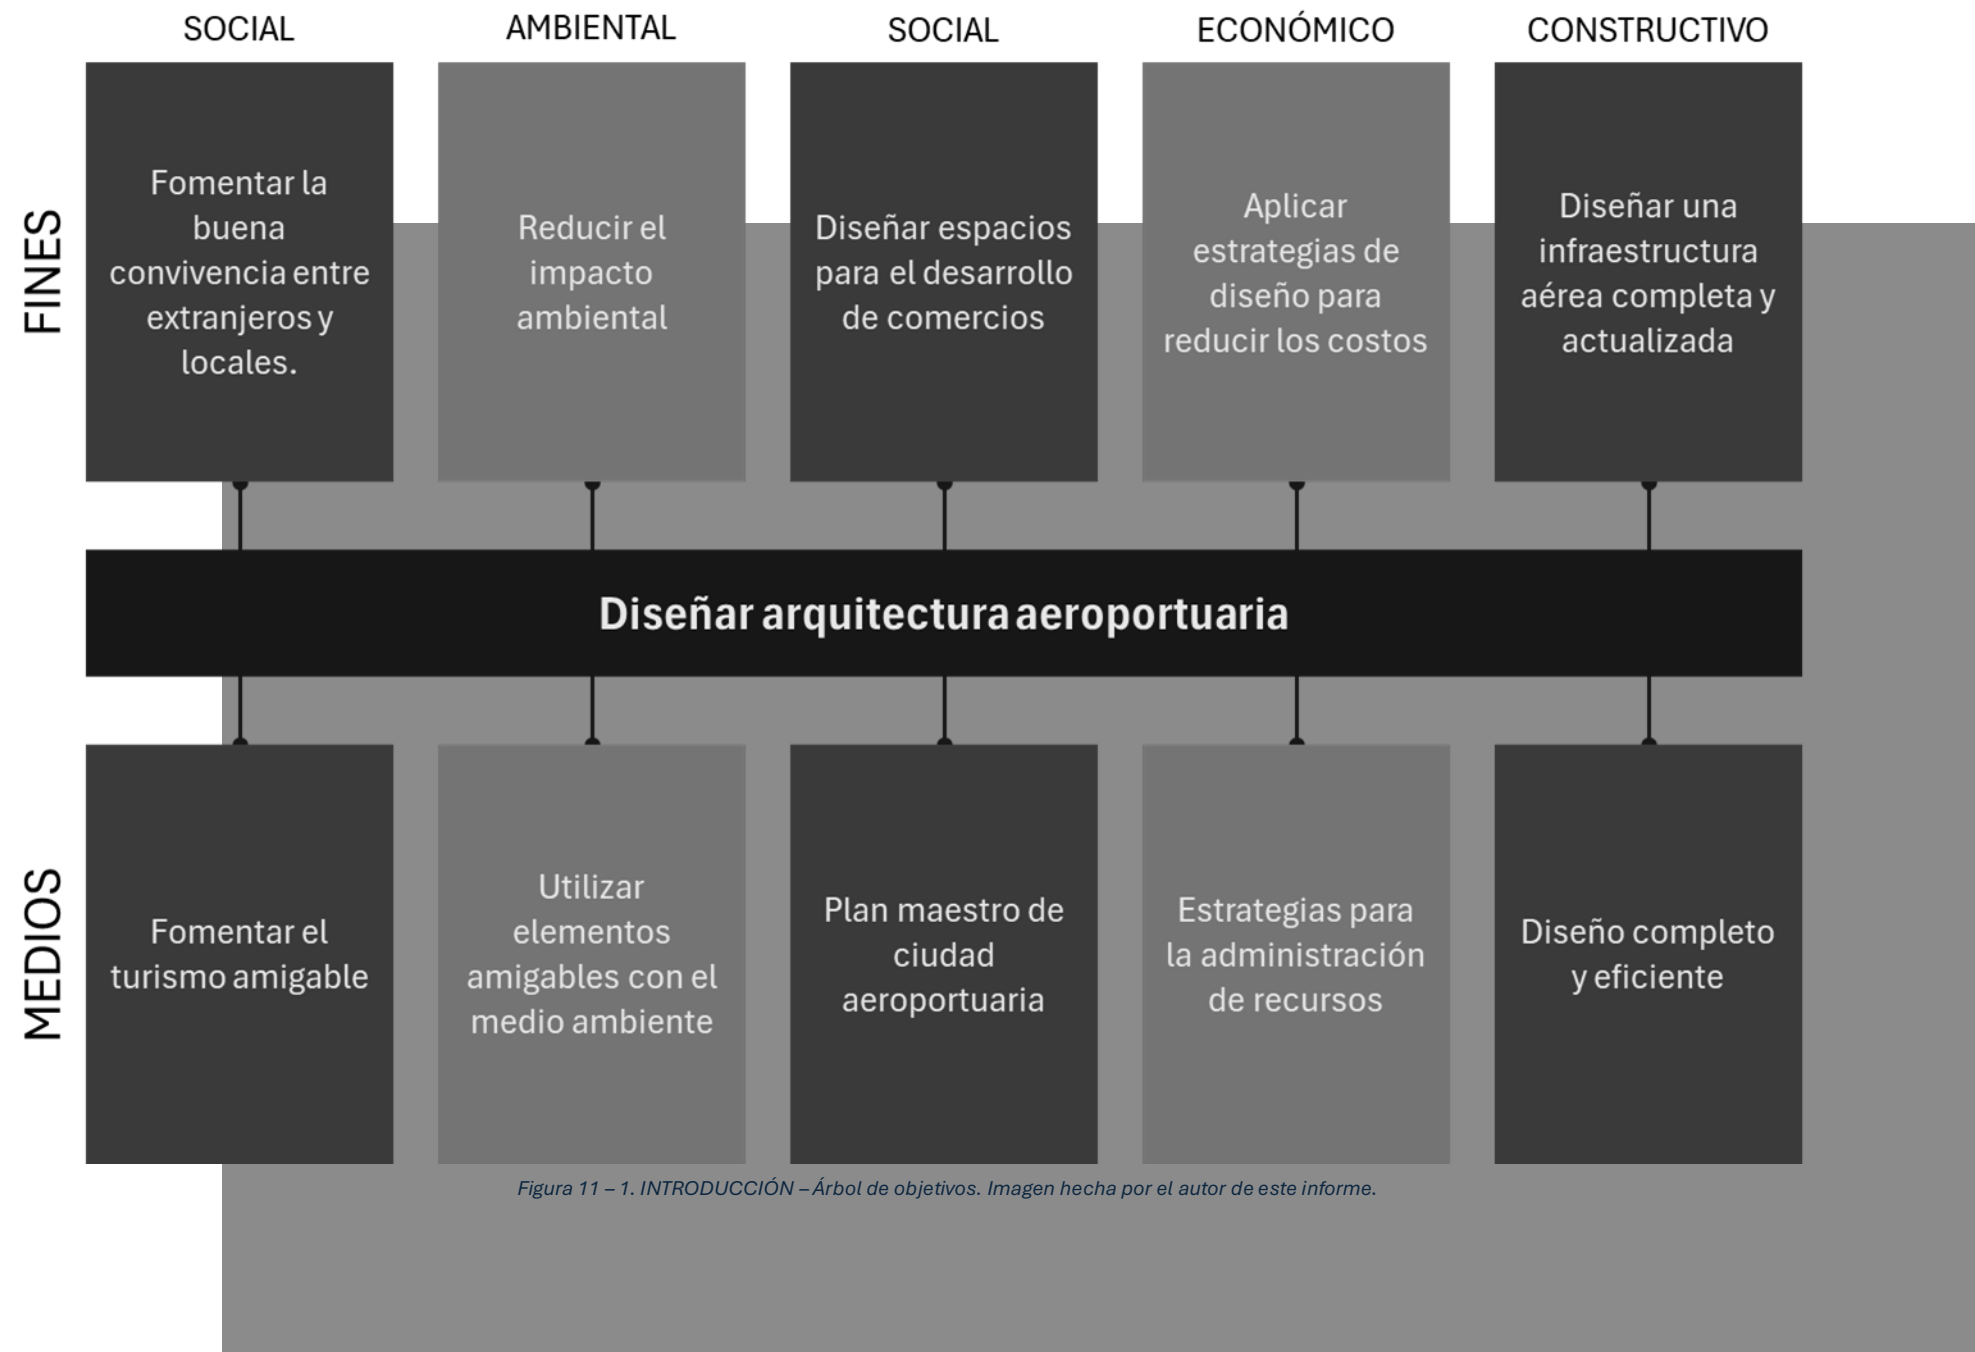 SOCIAL
AMBIENTAL
SOCIAL
ECONÓMICO
CONSTRUCTIVO
FINES
Fomentar la
buena
convivencia entre
extranjeros y
locales.
Reducir el
impacto
ambiental
Diseñar espacios
para el desarrollo
de comercios
Aplicar
estrategias de
diseño para
reducir los costos
Diseñar una
infraestructura
aérea completa y
actualizada
Diseñar arquitectura aeroportuaria
MEDIOS
Fomentar el
turismo amigable
Utilizar
elementos
amigables con el
medio ambiente
Plan maestro de
ciudad
aeroportuaria
Estrategias para
la administración
de recursos
Diseño completo
y eficiente
Figura 11 – 1. INTRODUCCIÓN – Árbol de objetivos. Imagen hecha por el autor de este informe.